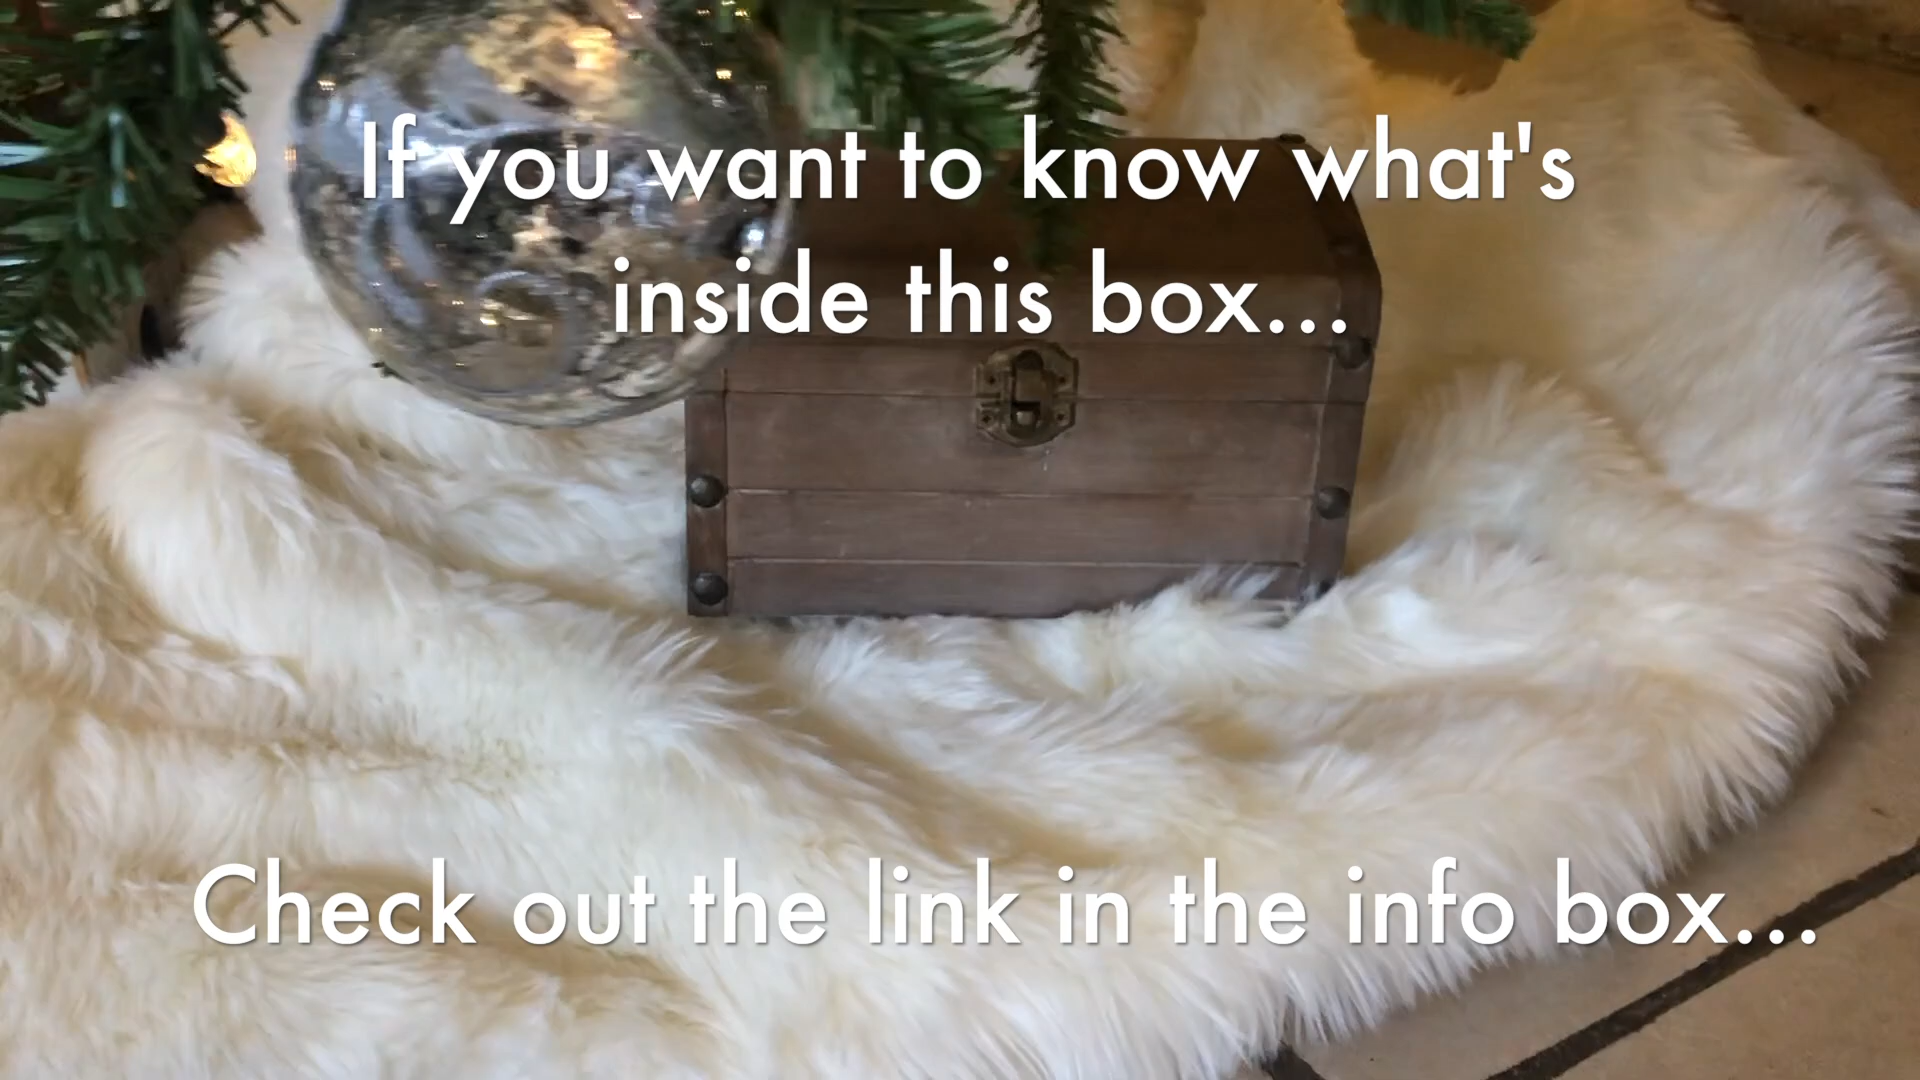 If you want to know what's
inside this box...
Check out the link in the info box...